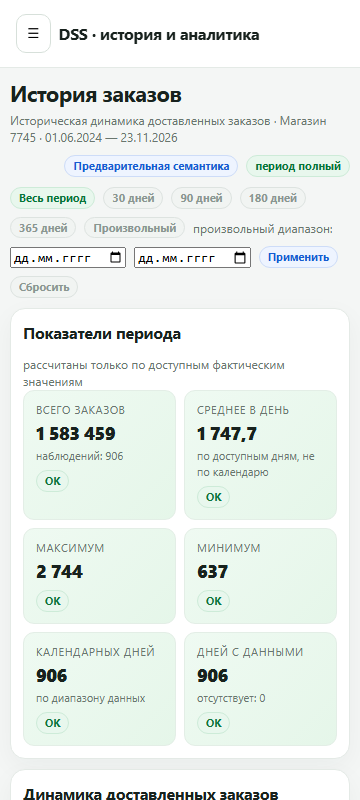 ☰ DSS · история и аналитика
История заказов
Историческая динамика доставленных заказов · Магазин
7745 · 01.06.2024 — 23.11.2026
Предварительная семантика период полный
Весь период 30 дней 90 дней 180 дней
365 дней Произвольный произвольный диапазон:
дд.мм.гггг дд.мм.гггг Применить
Сбросить
Показатели периода
рассчитаны только по доступным фактическим
значениям
ВСЕГО ЗАКАЗОВ
1 583 459
наблюдений: 906
OK
СРЕДНЕЕ В ДЕНЬ
1 747,7
по доступным дням, не
по календарю
OK
МАКСИМУМ
2 744
OK
МИНИМУМ
637
OK
КАЛЕНДАРНЫХ ДНЕЙ
906
по диапазону данных
OK
ДНЕЙ С ДАННЫМИ
906
отсутствует: 0
OK
Динамика доставленных заказов